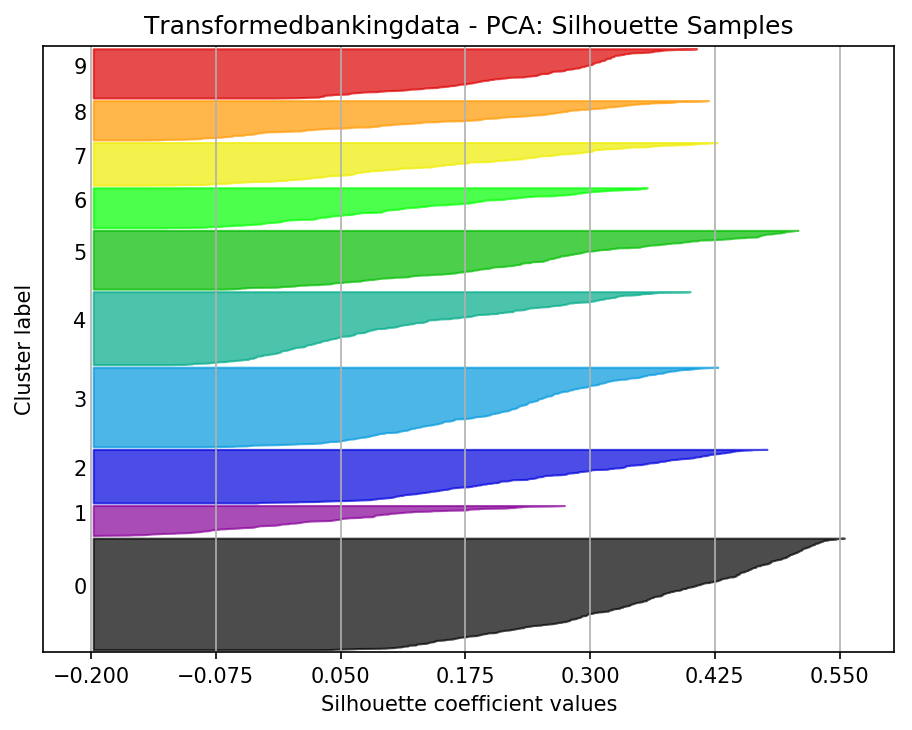 Transformedbankingdata - PCA: Silhouette Samples
Cluster label
9
8
7
6
5
4
3
2
1
0
−0.200 −0.075 0.050 0.175 0.300 0.425 0.550
Silhouette coefficient values